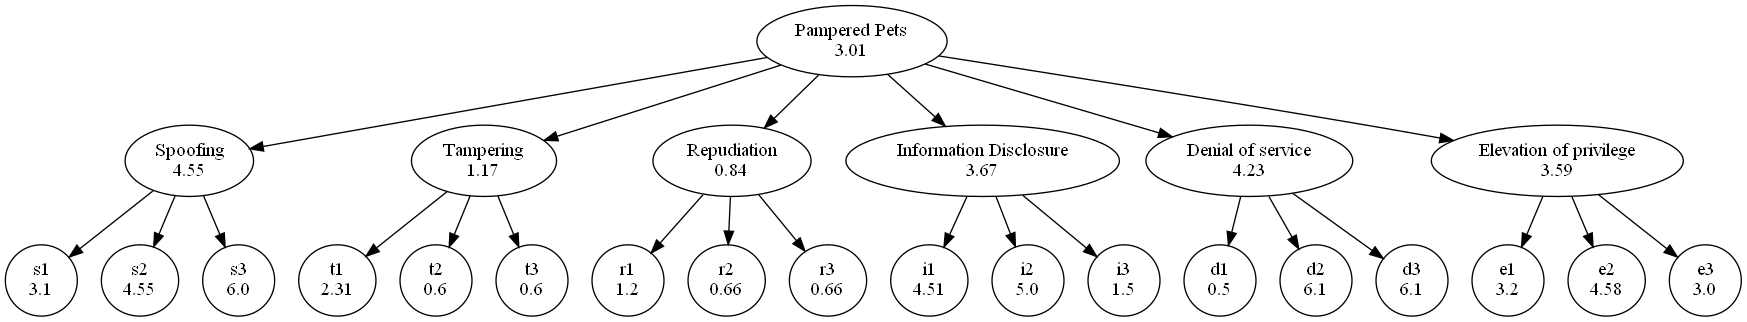 Pampered Pets
3.01
Spoofing
4.55
Tampering
1.17
Repudiation
0.84
Information Disclosure
3.67
Denial of service
4.23
Elevation of privilege
3.59
s1
3.1
s2
4.55
s3
6.0
t1
2.31
t2
0.6
t3
0.6
r1
1.2
r2
0.66
r3
0.66
i1
4.51
i2
5.0
i3
1.5
d1
0.5
d2
6.1
d3
6.1
e1
3.2
e2
4.58
e3
3.0